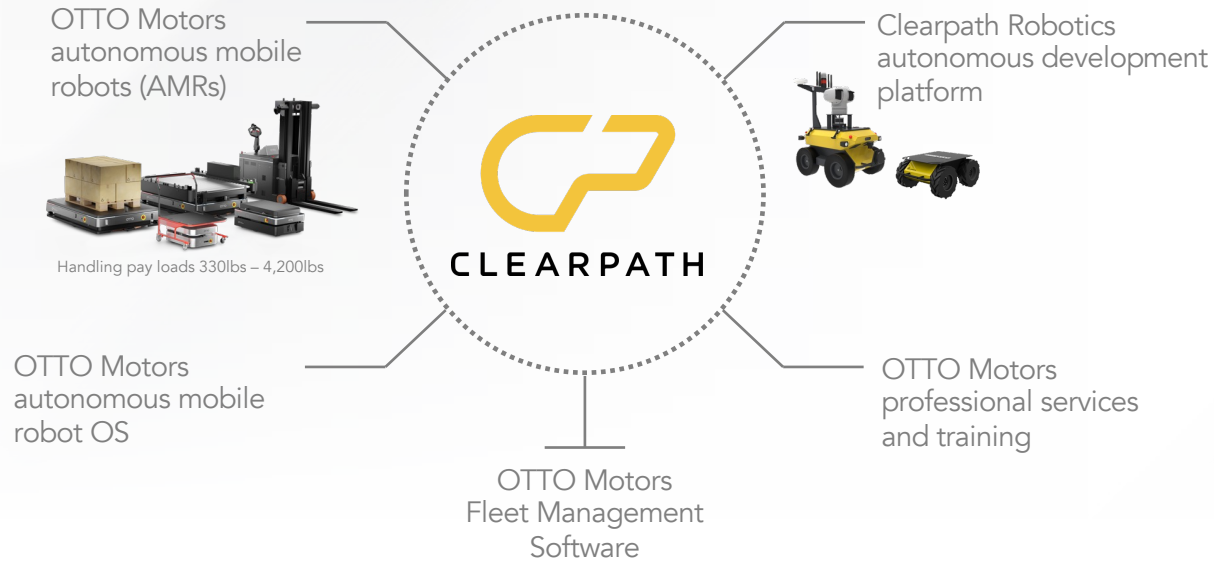 OTTO Motors
autonomous mobile
robots (AMRs)
Handling pay loads 330lbs – 4,200lbs
Clearpath Robotics
autonomous development
platform
CLEARPATH
OTTO Motors
autonomous mobile
robot OS
OTTO Motors
professional services
and training
OTTO Motors
Fleet Management
Software